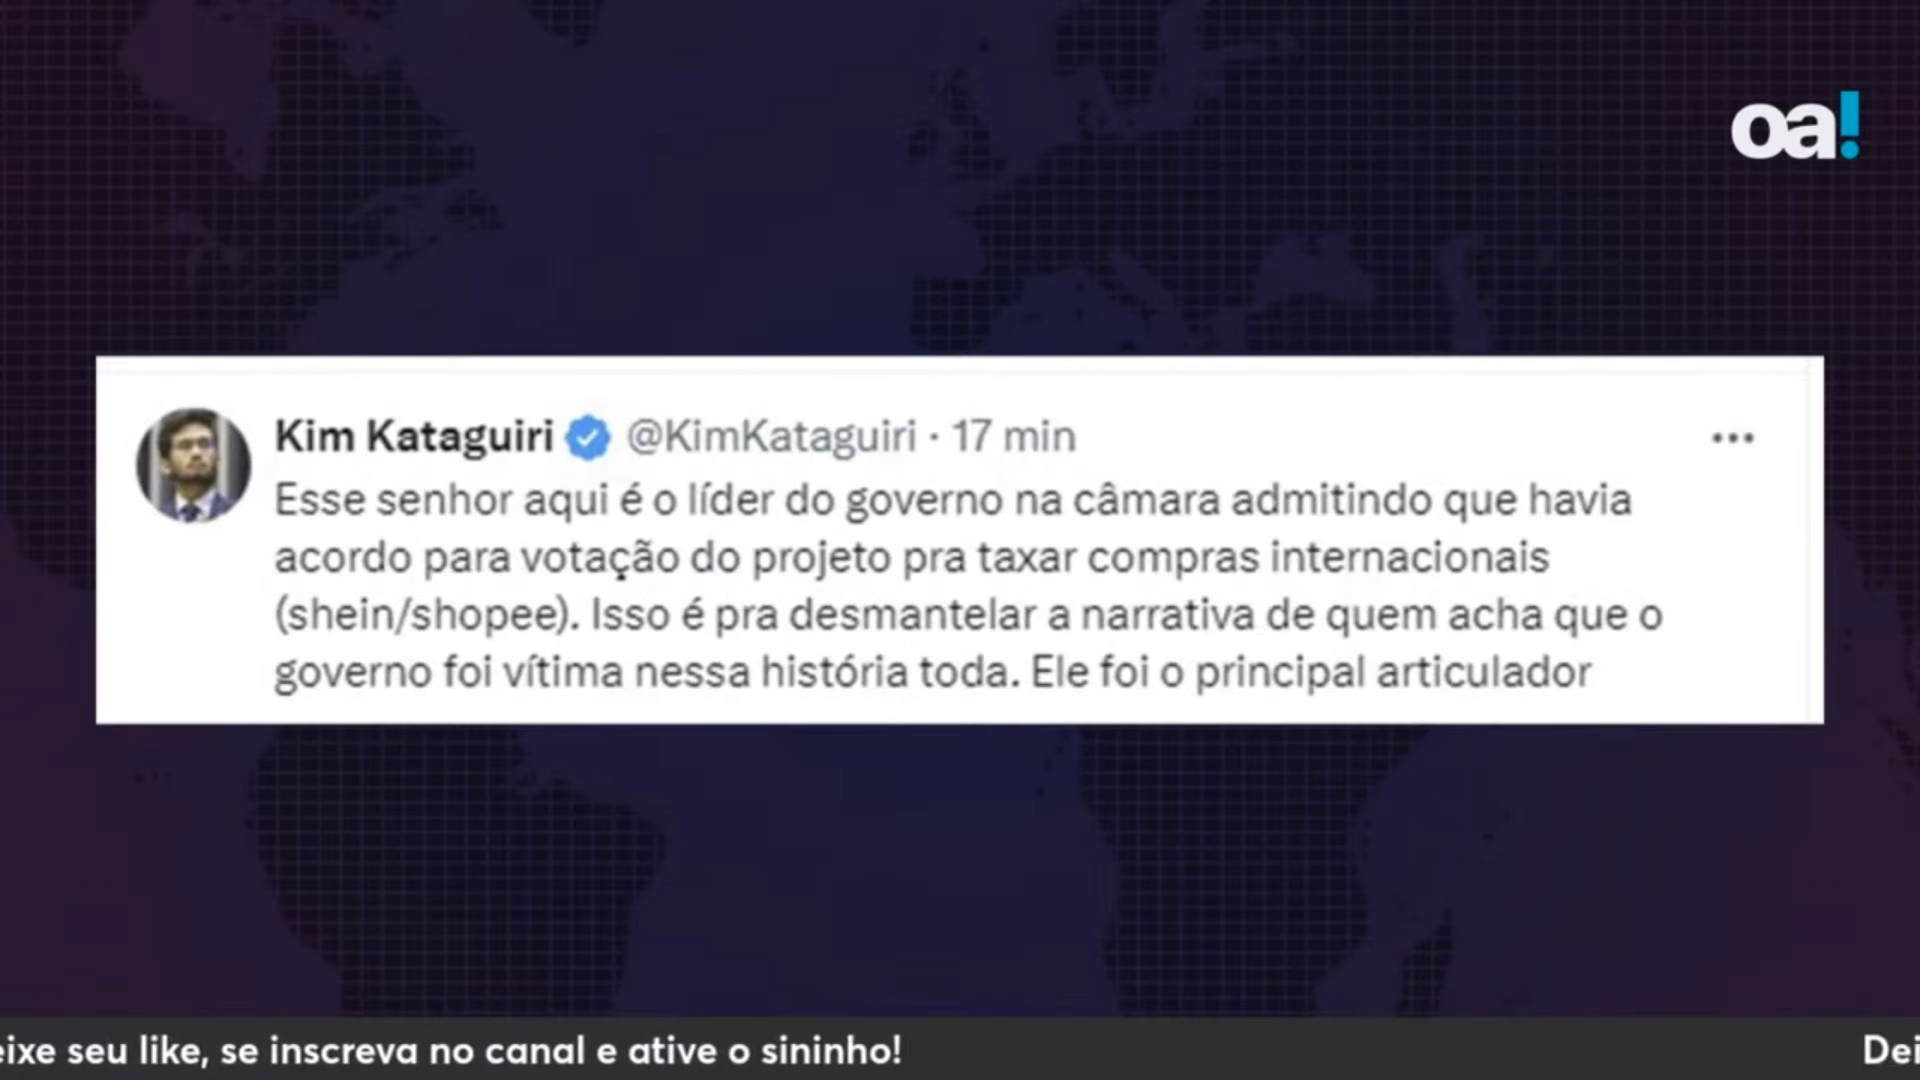 oa!
Kim Kataguiri @KimKataguiri · 17 min
Esse senhor aqui é o líder do governo na câmara admitindo que havia
acordo para votação do projeto pra taxar compras internacionais
(shein/shopee). Isso é pra desmantelar a narrativa de quem acha que o
governo foi vítima nessa história toda. Ele foi o principal articulador
eixe seu like, se inscreva no canal e ative o sininho! Dei